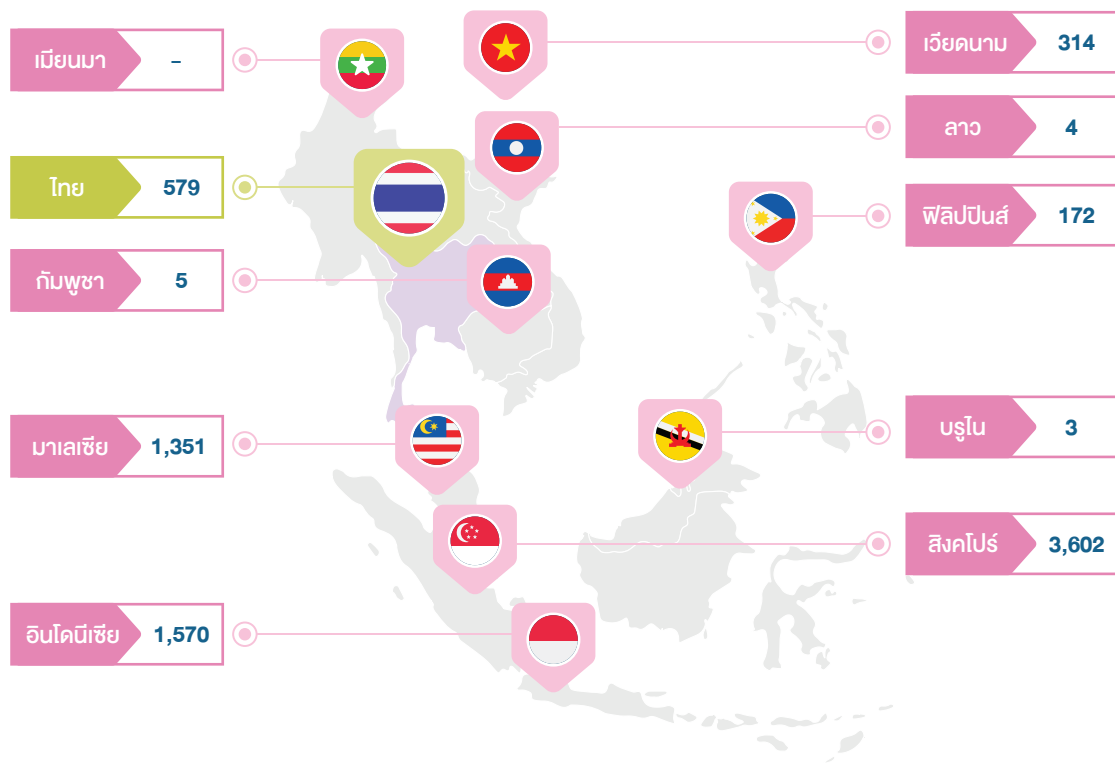 เมียนมา -
ไทย 579
กัมพูชา 5
มาเลเซีย 1,351
อินโดนีเซีย 1,570
เวียดนาม 314
ลาว 4
ฟิลิปปินส์ 172
บรูไน 3
สิงคโปร์ 3,602